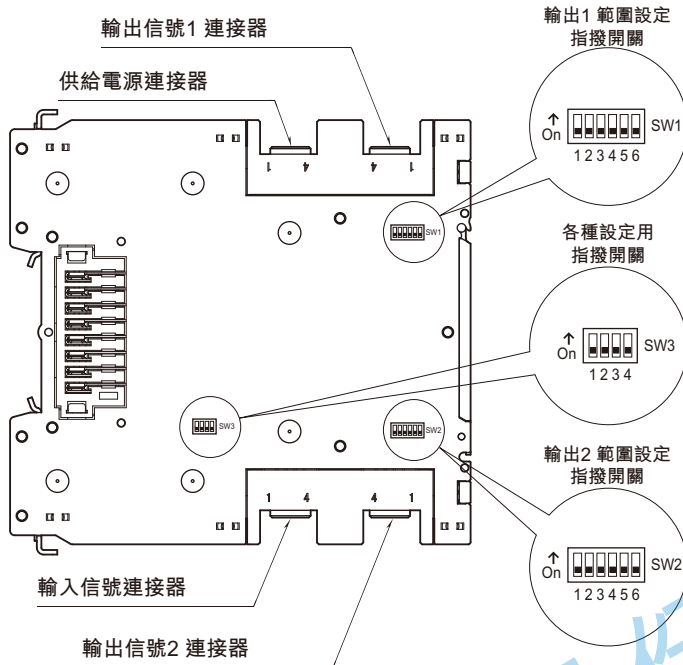 輸出信號1 連接器
供給電源連接器
輸出1 範圍設定
指撥開關
↑
On
SW1
1 2 3 4 5 6
1 4 4 1
SW1
各種設定用
指撥開關
↑
On
SW3
1 2 3 4
SW3
SW2
輸出2 範圍設定
指撥開關
↑
On
SW2
1 2 3 4 5 6
1 4 4 1
輸入信號連接器
輸出信號2 連接器